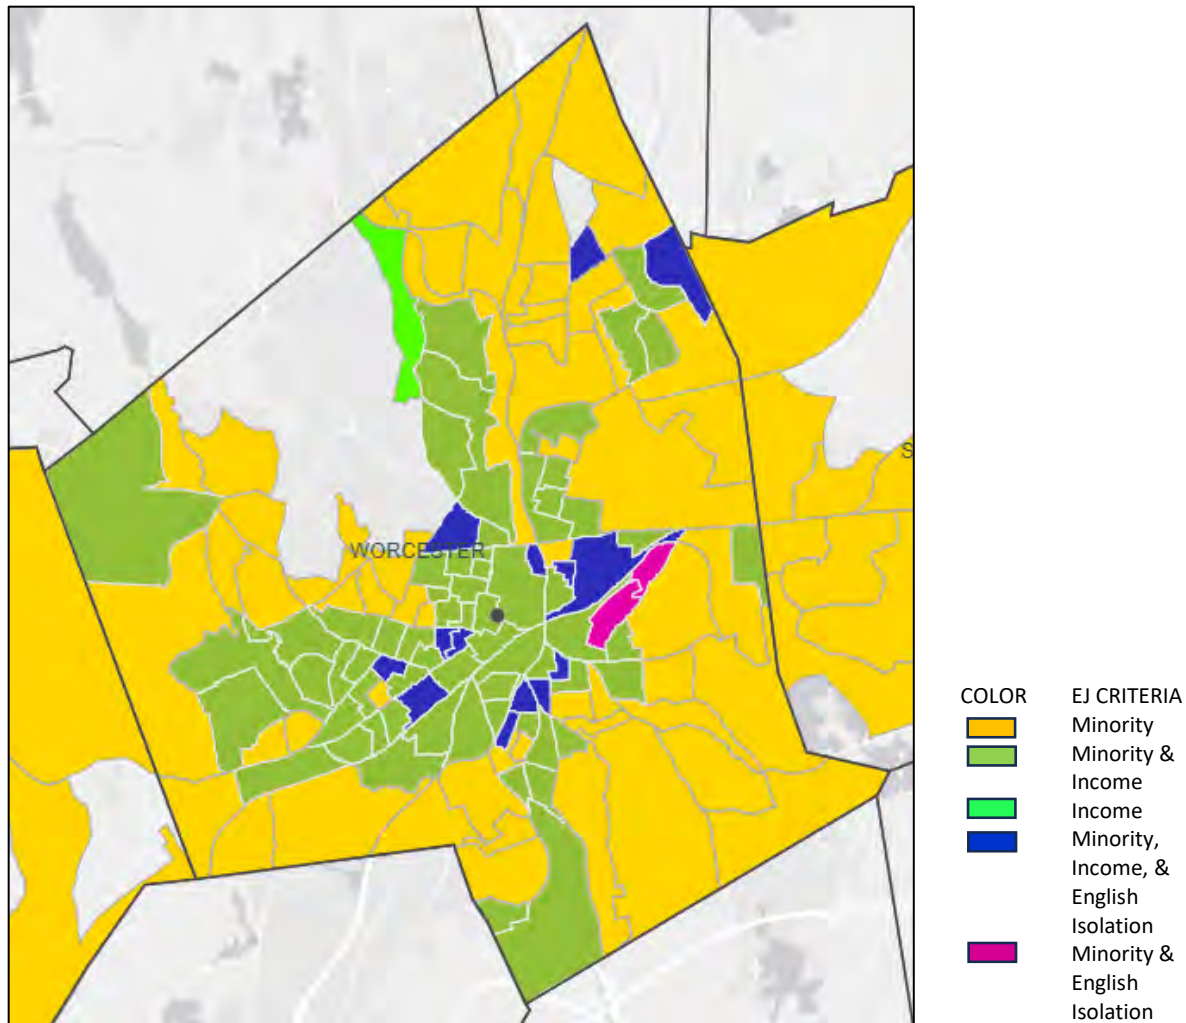 WORCESTER
S
COLOR EJ CRITERIA
Minority
Minority &
Income
Income
Minority,
Income, &
English
Isolation
Minority &
English
Isolation